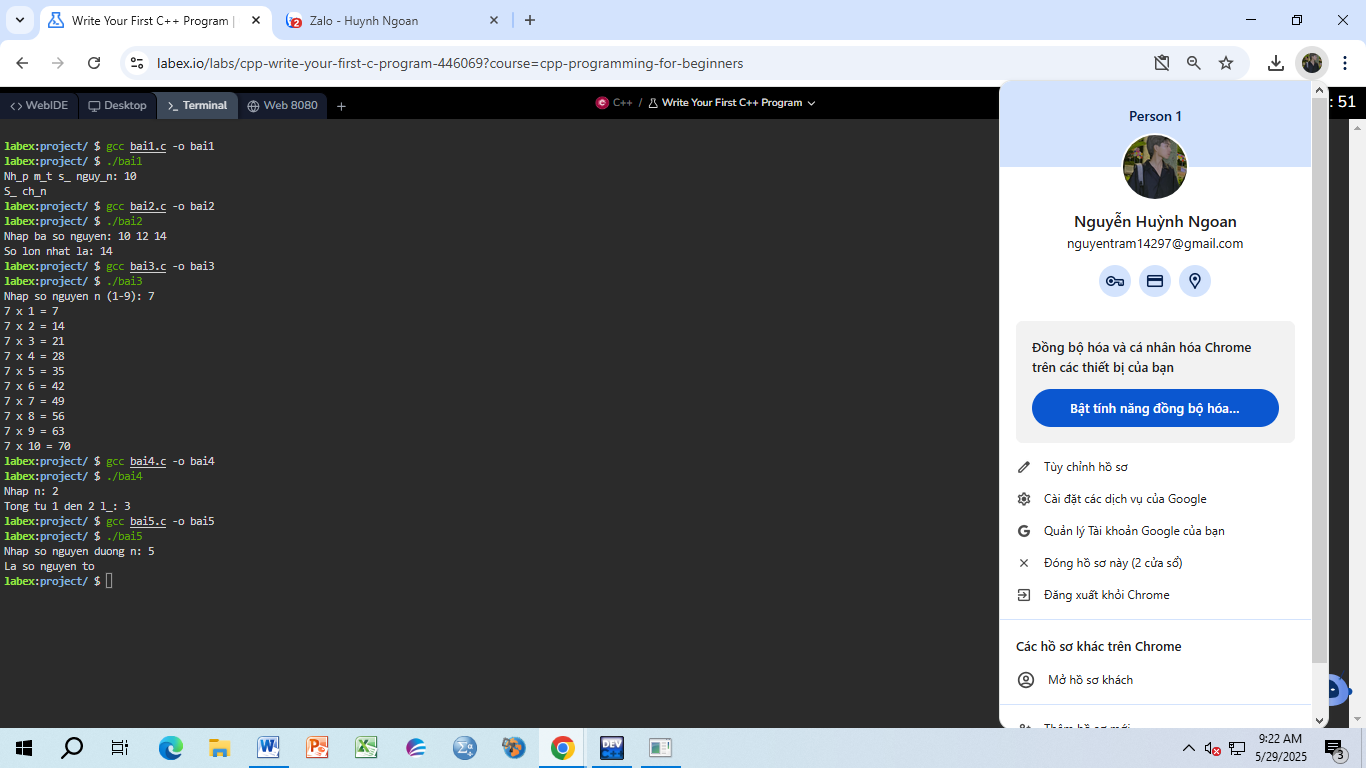 Write Your First C++ Program |
Zalo - Huynh Ngoan
labex.io/labs/cpp-write-your-first-c-program-446069?course=cpp-programming-for-beginners
WebIDE
Desktop
Terminal
Web 8080
C++ / Write Your First C++ Program
: 51
labex:project/ $ gcc bai1.c -o bai1
labex:project/ $ ./bai1
Nh_p m_t s_ nguy_n: 10
S_ ch_n
labex:project/ $ gcc bai2.c -o bai2
labex:project/ $ ./bai2
Nhap ba so nguyen: 10 12 14
So lon nhat la: 14
labex:project/ $ gcc bai3.c -o bai3
labex:project/ $ ./bai3
Nhap so nguyen n (1-9): 7
7 x 1 = 7
7 x 2 = 14
7 x 3 = 21
7 x 4 = 28
7 x 5 = 35
7 x 6 = 42
7 x 7 = 49
7 x 8 = 56
7 x 9 = 63
7 x 10 = 70
labex:project/ $ gcc bai4.c -o bai4
labex:project/ $ ./bai4
Nhap n: 2
Tong tu 1 den 2 l_: 3
labex:project/ $ gcc bai5.c -o bai5
labex:project/ $ ./bai5
Nhap so nguyen duong n: 5
La so nguyen to
labex:project/ $
Person 1
Nguyễn Huỳnh Ngoan
nguyentram14297@gmail.com
Đồng bộ hóa và cá nhân hóa Chrome
trên các thiết bị của bạn
Bật tính năng đồng bộ hóa...
Tùy chỉnh hồ sơ
Cài đặt các dịch vụ của Google
Quản lý Tài khoản Google của bạn
Đóng hồ sơ này (2 cửa sổ)
Đăng xuất khỏi Chrome
Các hồ sơ khác trên Chrome
Mở hồ sơ khách
Thêm hồ sơ mới
DEV
9:22 AM
5/29/2025
3